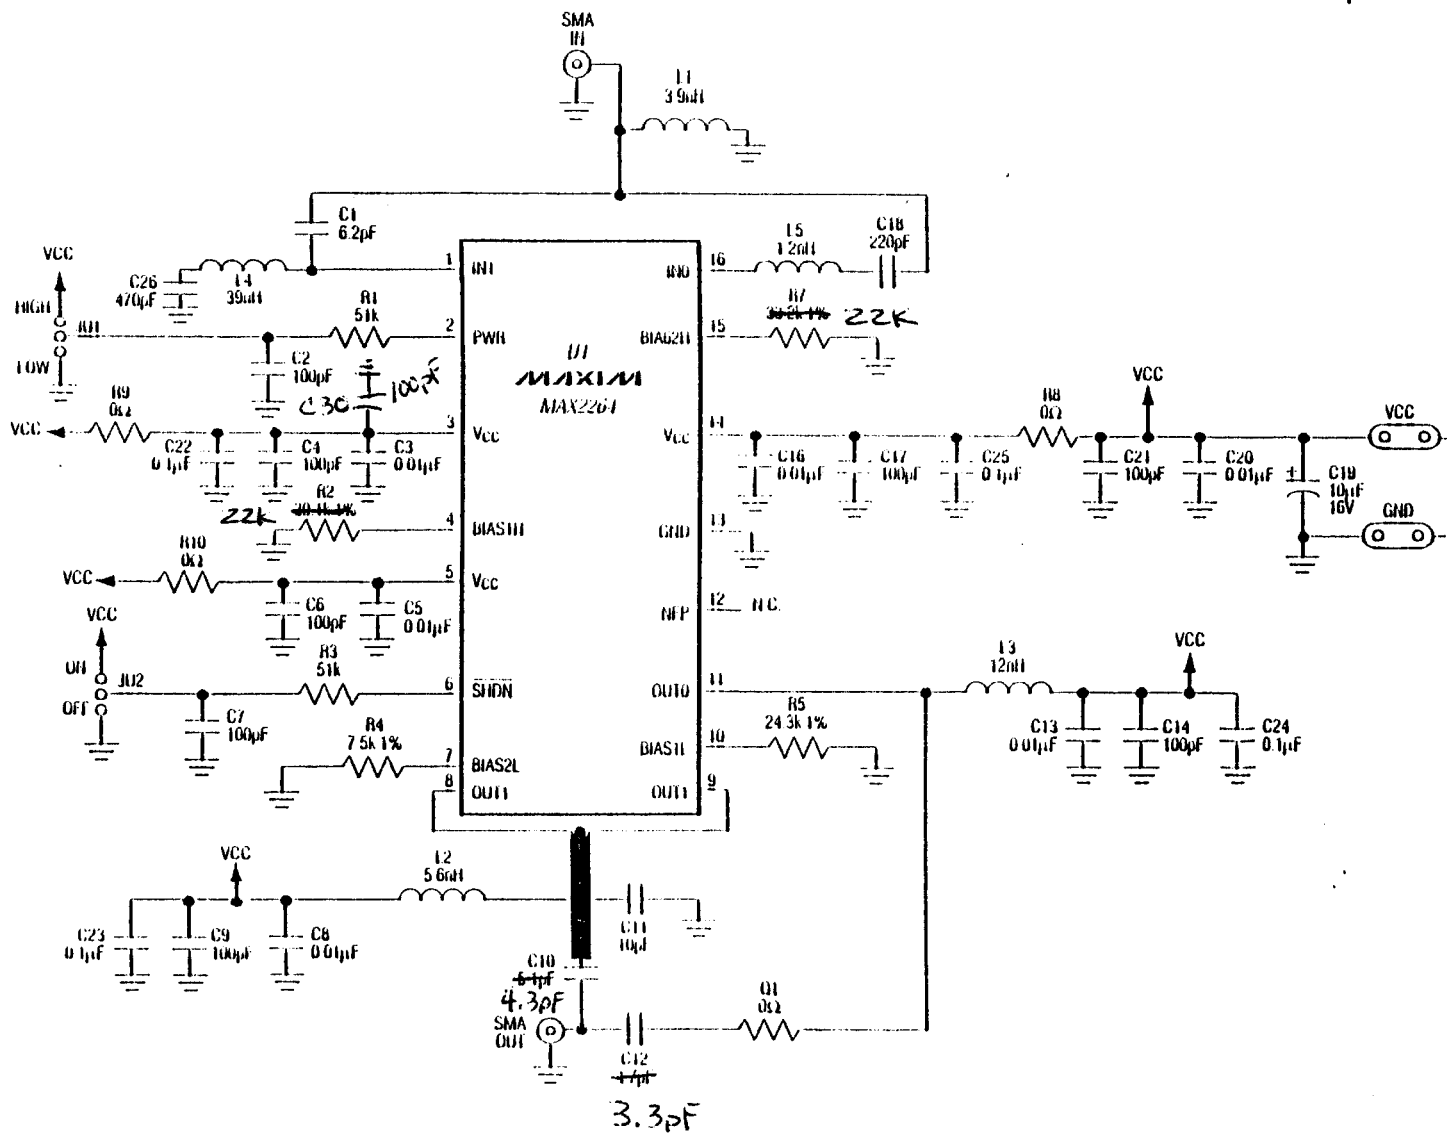 SMA
IN
L1
3.9nH
C1
6.2pF
VCC
HIGH
JU1
LOW
C26
470pF
L4
39nH
R1
51k
C2
100pF
C30
100pF
1
IN1
2
PWR
3
VCC
4
BIAS1H
5
VCC
6
SHDN
7
BIAS2L
8
OUT1
U1
MAXIM
MAX2264
16
IN0
15
BIAS2H
14
VCC
13
GND
12
NFP
N.C.
11
OUT0
10
BIAS1L
9
OUT1
L5
1.2nH
C18
220pF
R7
22K
R9
0Ω
VCC
C22
0.1µF
C4
100pF
C3
0.01µF
R2
22K
R10
0Ω
VCC
C6
100pF
C5
0.01µF
VCC
ON
JU2
OFF
R3
51k
C7
100pF
R4
7.5k 1%
C16
0.01µF
C17
100pF
C25
0.1µF
R8
0Ω
VCC
C21
100pF
C20
0.01µF
+
C19
10µF
16V
VCC
GND
R5
24.3k 1%
L3
12nH
VCC
C13
0.01µF
C14
100pF
C24
0.1µF
VCC
C23
0.1µF
C9
100pF
C8
0.01µF
L2
5.6nH
C11
10pF
C10
4.3pF
SMA
OUT
C12
3.3pF
0Ω